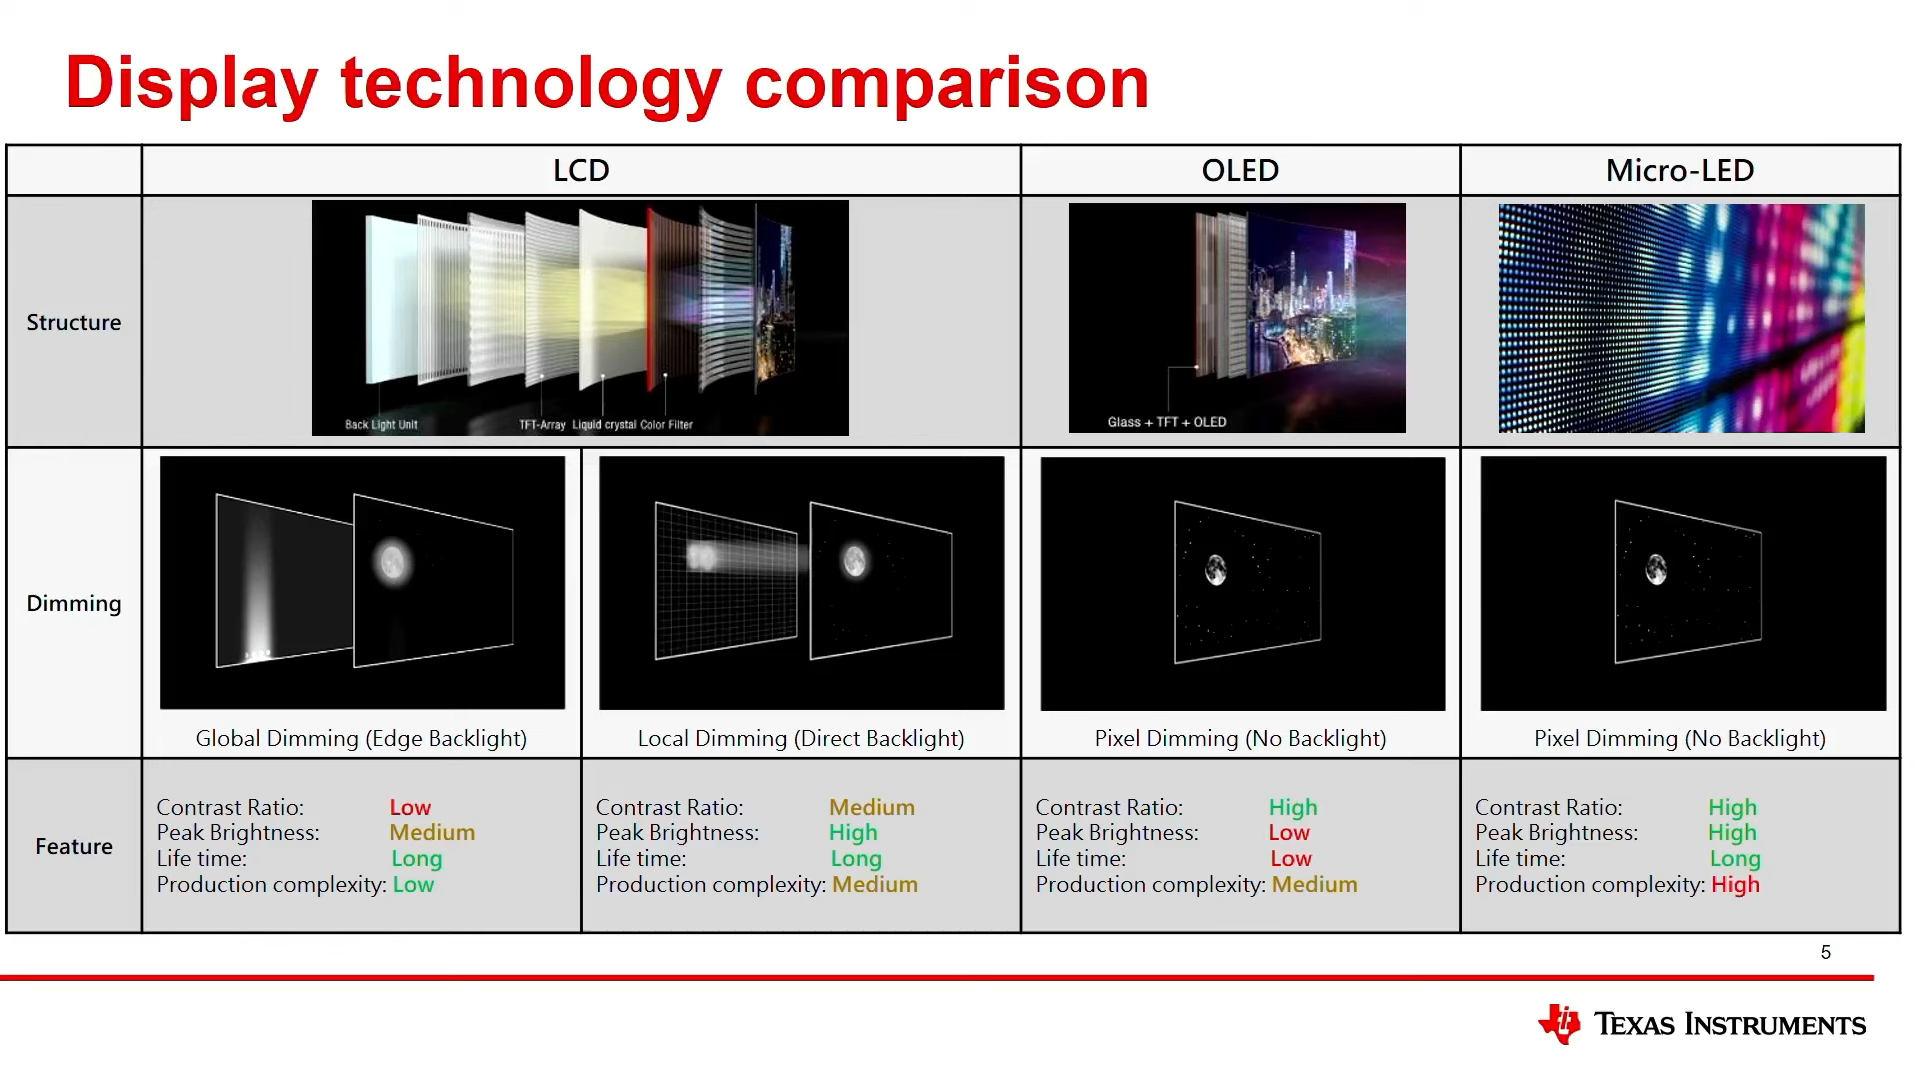 Display technology comparison
LCD
OLED
Micro-LED
Structure
Back Light Unit
TFT-Array
Liquid crystal
Color Filter
Glass + TFT + OLED
Dimming
Global Dimming (Edge Backlight)
Local Dimming (Direct Backlight)
Pixel Dimming (No Backlight)
Pixel Dimming (No Backlight)
Feature
Contrast Ratio: Low
Peak Brightness: Medium
Life time: Long
Production complexity: Low
Contrast Ratio: Medium
Peak Brightness: High
Life time: Long
Production complexity: Medium
Contrast Ratio: High
Peak Brightness: Low
Life time: Low
Production complexity: Medium
Contrast Ratio: High
Peak Brightness: High
Life time: Long
Production complexity: High
5
TEXAS INSTRUMENTS